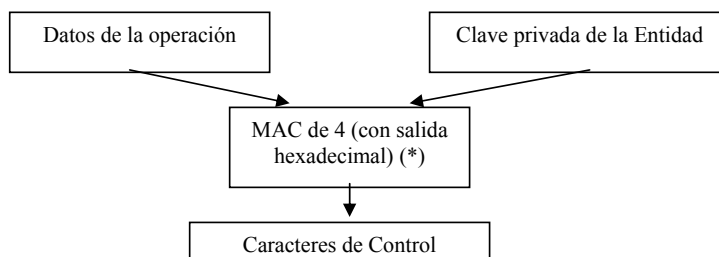 Datos de la operación
Clave privada de la Entidad
MAC de 4 (con salida
hexadecimal) (*)
Caracteres de Control